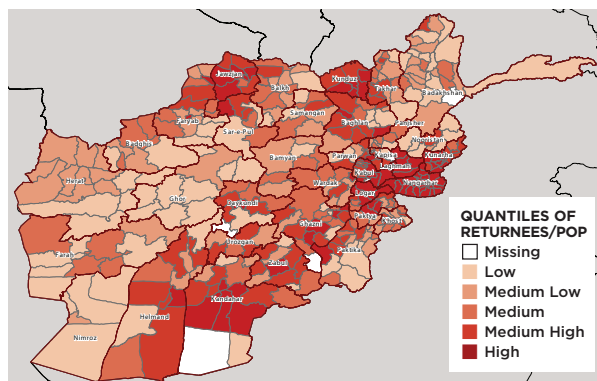 Jawzjan
Balkh
Kunduz
Takhar
Badakhshan
Faryab
Samangan
Baghlan
Panjsher
Sar-e-Pul
Badghis
Nooristan
Bamyan
Parwan
Kapisa
Kunarha
Laghman
Herat
Kabul
Nangarhar
Wardak
Ghor
Logar
Daykundi
Paktya
Khost
Ghazni
Urozgan
Farah
Paktika
Zabul
Kandahar
Helmand
Nimroz
QUANTILES OF
RETURNEES/POP
Missing
Low
Medium Low
Medium
Medium High
High